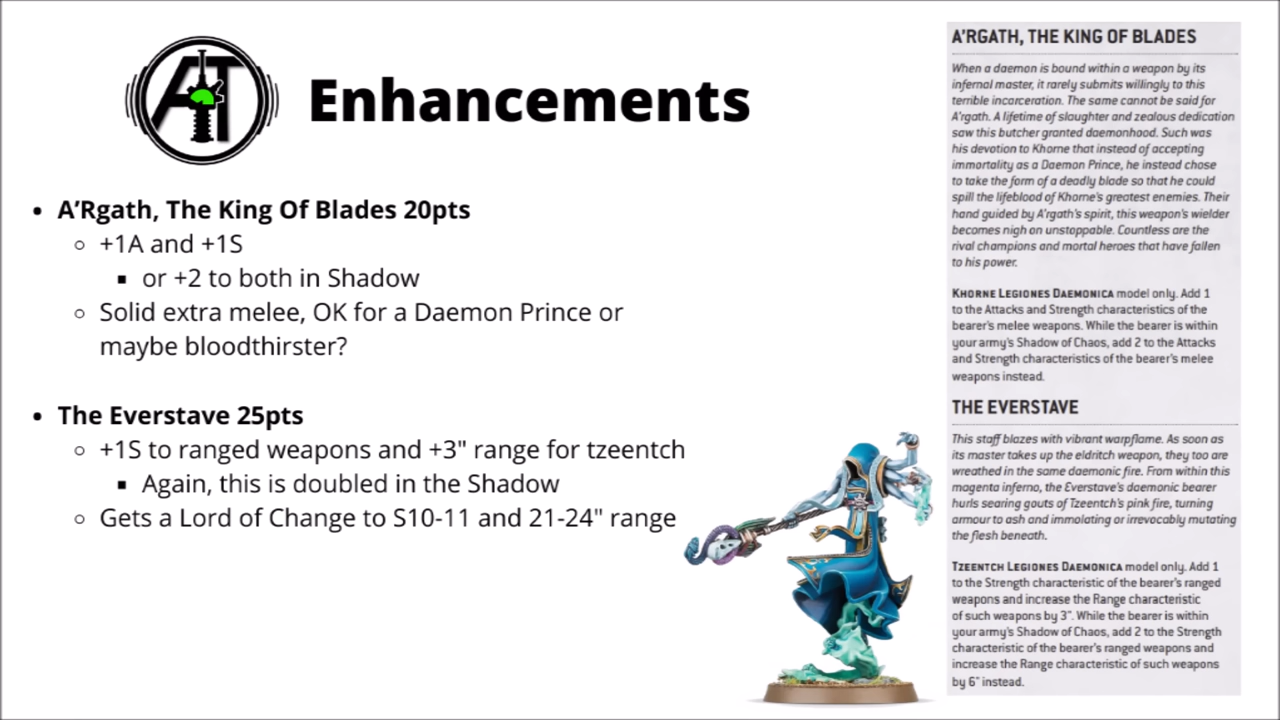 AT
Enhancements
• A’Rgath, The King Of Blades 20pts
○ +1A and +1S
▪ or +2 to both in Shadow
○ Solid extra melee, OK for a Daemon Prince or
maybe bloodthirster?
• The Everstave 25pts
○ +1S to ranged weapons and +3" range for tzeentch
▪ Again, this is doubled in the Shadow
○ Gets a Lord of Change to S10-11 and 21-24" range
A’RGATH, THE KING OF BLADES
When a daemon is bound within a weapon by its
infernal master, it rarely submits willingly to this
terrible incarceration. The same cannot be said for
A’rgath. A lifetime of slaughter and zealous dedication
saw this butcher granted daemonhood. Such was
his devotion to Khorne that instead of accepting
immortality as a Daemon Prince, he instead chose
to take the form of a deadly blade so that he could
spill the lifeblood of Khorne’s greatest enemies. Their
hand guided by A’rgath’s spirit, this weapon’s wielder
becomes nigh on unstoppable. Countless are the
rival champions and mortal heroes that have fallen
to his power.
KHORNE LEGIONES DAEMONICA model only. Add 1
to the Attacks and Strength characteristics of the
bearer’s melee weapons. While the bearer is within
your army’s Shadow of Chaos, add 2 to the Attacks
and Strength characteristics of the bearer’s melee
weapons instead.
THE EVERSTAVE
This staff blazes with vibrant warpflame. As soon as
its master takes up the eldritch weapon, they too are
wreathed in the same daemonic fire. From within this
magenta inferno, the Everstave’s daemonic bearer
hurls searing gouts of Tzeentch’s pink fire, turning
armour to ash and immolating or irrevocably mutating
the flesh beneath.
TZEENTCH LEGIONES DAEMONICA model only. Add 1
to the Strength characteristic of the bearer’s ranged
weapons and increase the Range characteristic
of such weapons by 3". While the bearer is within
your army’s Shadow of Chaos, add 2 to the Strength
characteristic of the bearer’s ranged weapons and
increase the Range characteristic of such weapons
by 6" instead.